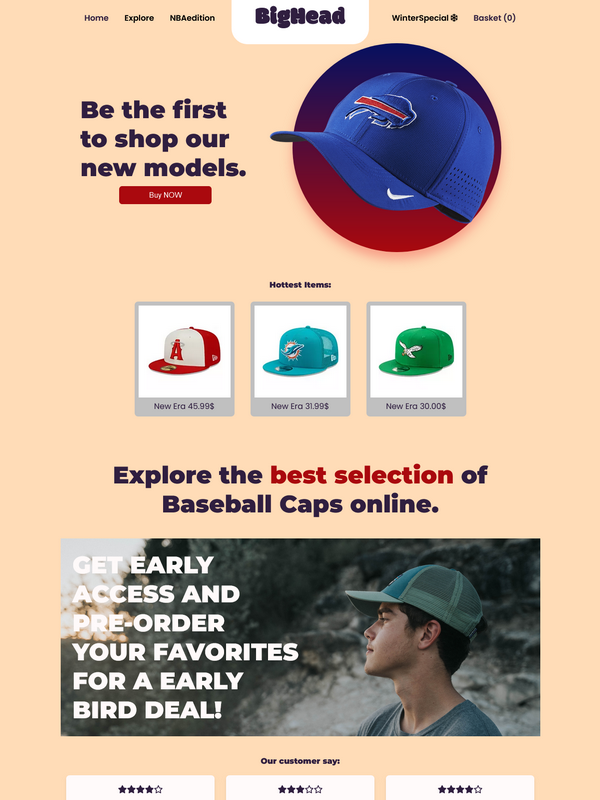 Home Explore NBAedition BigHead WinterSpecial Basket (0)
Be the first
to shop our
new models.
Buy NOW
Hottest Items:
New Era 45.99$ New Era 31.99$ New Era 30.00$
Explore the best selection of
Baseball Caps online.
GET EARLY
ACCESS AND
PRE-ORDER
YOUR FAVORITES
FOR A EARLY
BIRD DEAL!
Our customer say: